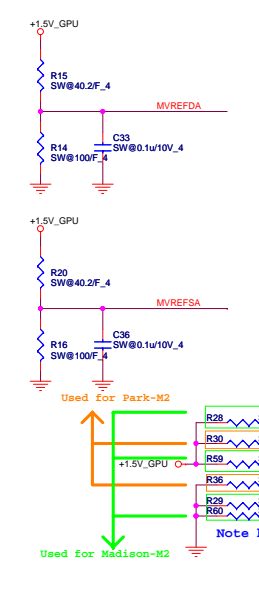 +1.5V_GPU
R15
SW@40.2/F_4
MVREFDA
R14
SW@100/F_4
C33
SW@0.1u/10V_4
+1.5V_GPU
R20
SW@40.2/F_4
MVREFSA
R16
SW@100/F_4
C36
SW@0.1u/10V_4
Used for Park-M2
R28
R30
+1.5V_GPU
R59
R36
R29
R60
Note
Used for Madison-M2